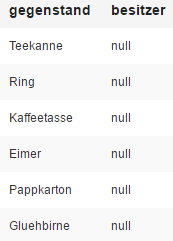 gegenstand besitzer
Teekanne null
Ring null
Kaffeetasse null
Eimer null
Pappkarton null
Gluehbirne null